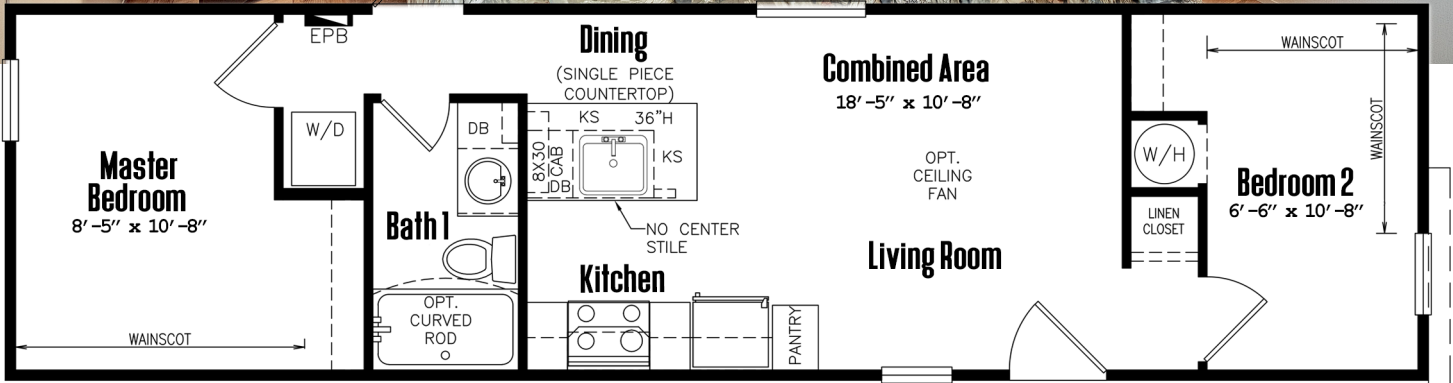 EPB
W/D
Master
Bedroom
8'-5" x 10'-8"
WAINSCOT
DB
Bath 1
OPT.
CURVED
ROD
Dining
(SINGLE PIECE
COUNTERTOP)
KS
36"H
8X30
CAB
DB
KS
NO CENTER
STILE
Kitchen
PANTRY
Combined Area
18'-5" x 10'-8"
OPT.
CEILING
FAN
Living Room
WAINSCOT
WAINSCOT
W/H
LINEN
CLOSET
Bedroom 2
6'-6" x 10'-8"